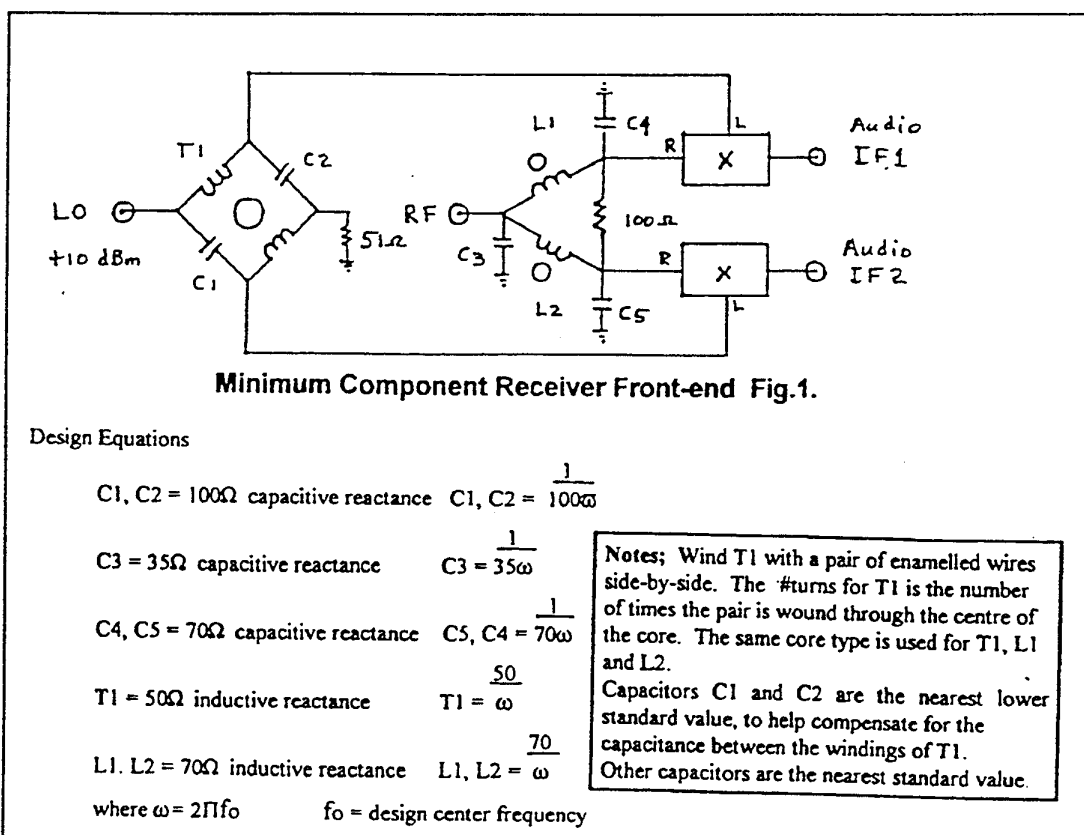 T1
C2
LO
+10 dBm
C1
51Ω
L1
C4
RF
C3
100Ω
L2
C5
R
L
X
Audio
IF1
R
L
X
Audio
IF2
Minimum Component Receiver Front-end Fig.1.
Design Equations
C1, C2 = 100Ω capacitive reactance C1, C2 = 1/100ϖ
C3 = 35Ω capacitive reactance C3 = 1/35ω
C4, C5 = 70Ω capacitive reactance C5, C4 = 1/70ω
T1 = 50Ω inductive reactance T1 = 50/ω
L1. L2 = 70Ω inductive reactance L1, L2 = 70/ω
where ω = 2Πfo fo = design center frequency
Notes; Wind T1 with a pair of enamelled wires
side-by-side. The #turns for T1 is the number
of times the pair is wound through the centre of
the core. The same core type is used for T1, L1
and L2.
Capacitors C1 and C2 are the nearest lower
standard value, to help compensate for the
capacitance between the windings of T1.
Other capacitors are the nearest standard value.